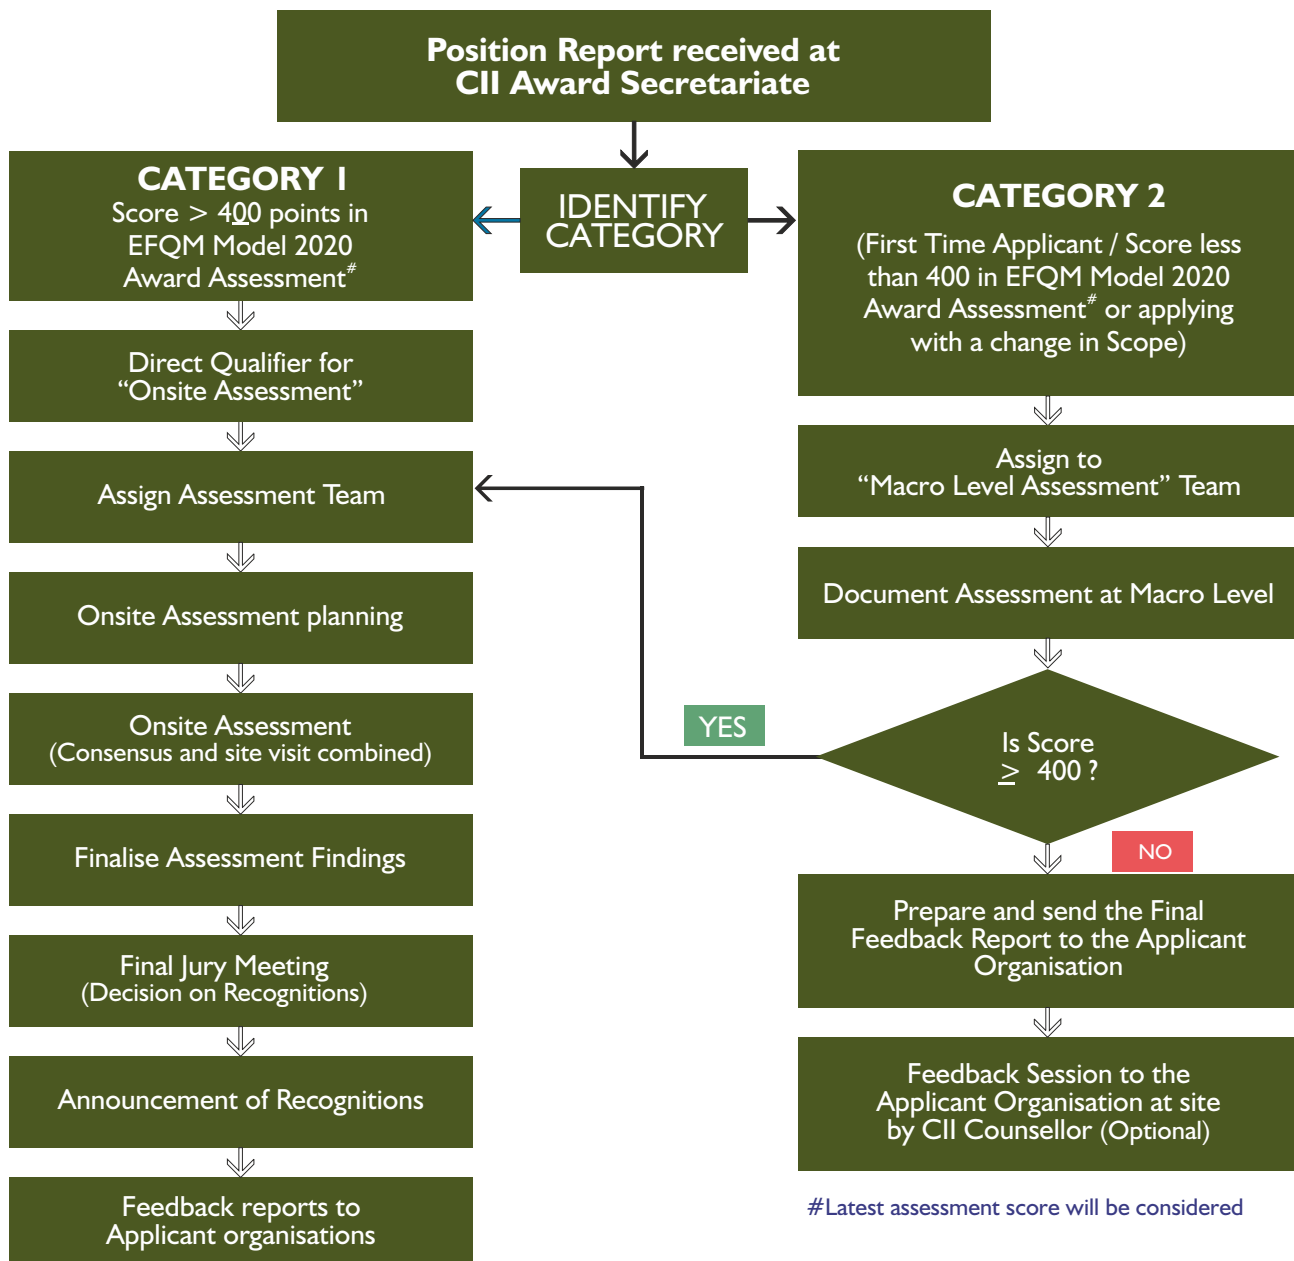 Position Report received at
CII Award Secretariate
IDENTIFY
CATEGORY
CATEGORY 1
Score > 400 points in
EFQM Model 2020
Award Assessment#
Direct Qualifier for
“Onsite Assessment”
Assign Assessment Team
Onsite Assessment planning
Onsite Assessment
(Consensus and site visit combined)
Finalise Assessment Findings
Final Jury Meeting
(Decision on Recognitions)
Announcement of Recognitions
Feedback reports to
Applicant organisations
CATEGORY 2
(First Time Applicant / Score less
than 400 in EFQM Model 2020
Award Assessment# or applying
with a change in Scope)
Assign to
“Macro Level Assessment” Team
Document Assessment at Macro Level
Is Score
≥ 400 ?
YES
NO
Prepare and send the Final
Feedback Report to the Applicant
Organisation
Feedback Session to the
Applicant Organisation at site
by CII Counsellor (Optional)
#Latest assessment score will be considered